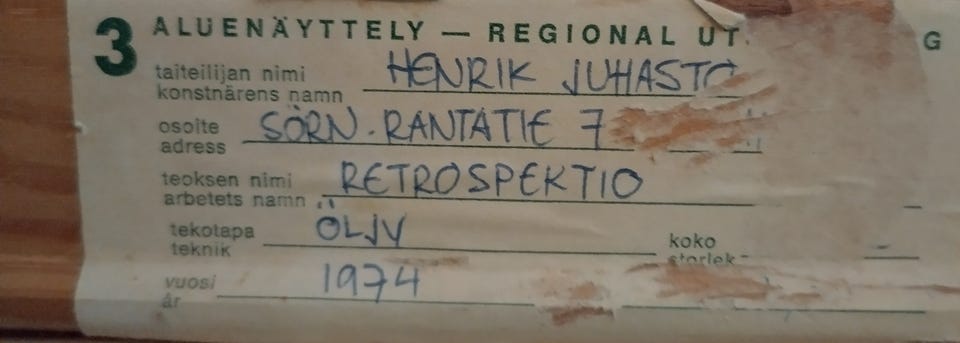 3 ALUENÄYTTELY — REGIONAL UT G
taiteilijan nimi HENRIK JUHASTO
konstnärens namn
osoite SÖRN. RANTATIE 7
adress
teoksen nimi RETROSPEKTIO
arbetets namn
tekotapa ÖLJY koko
teknik storlek
vuosi 1974
år